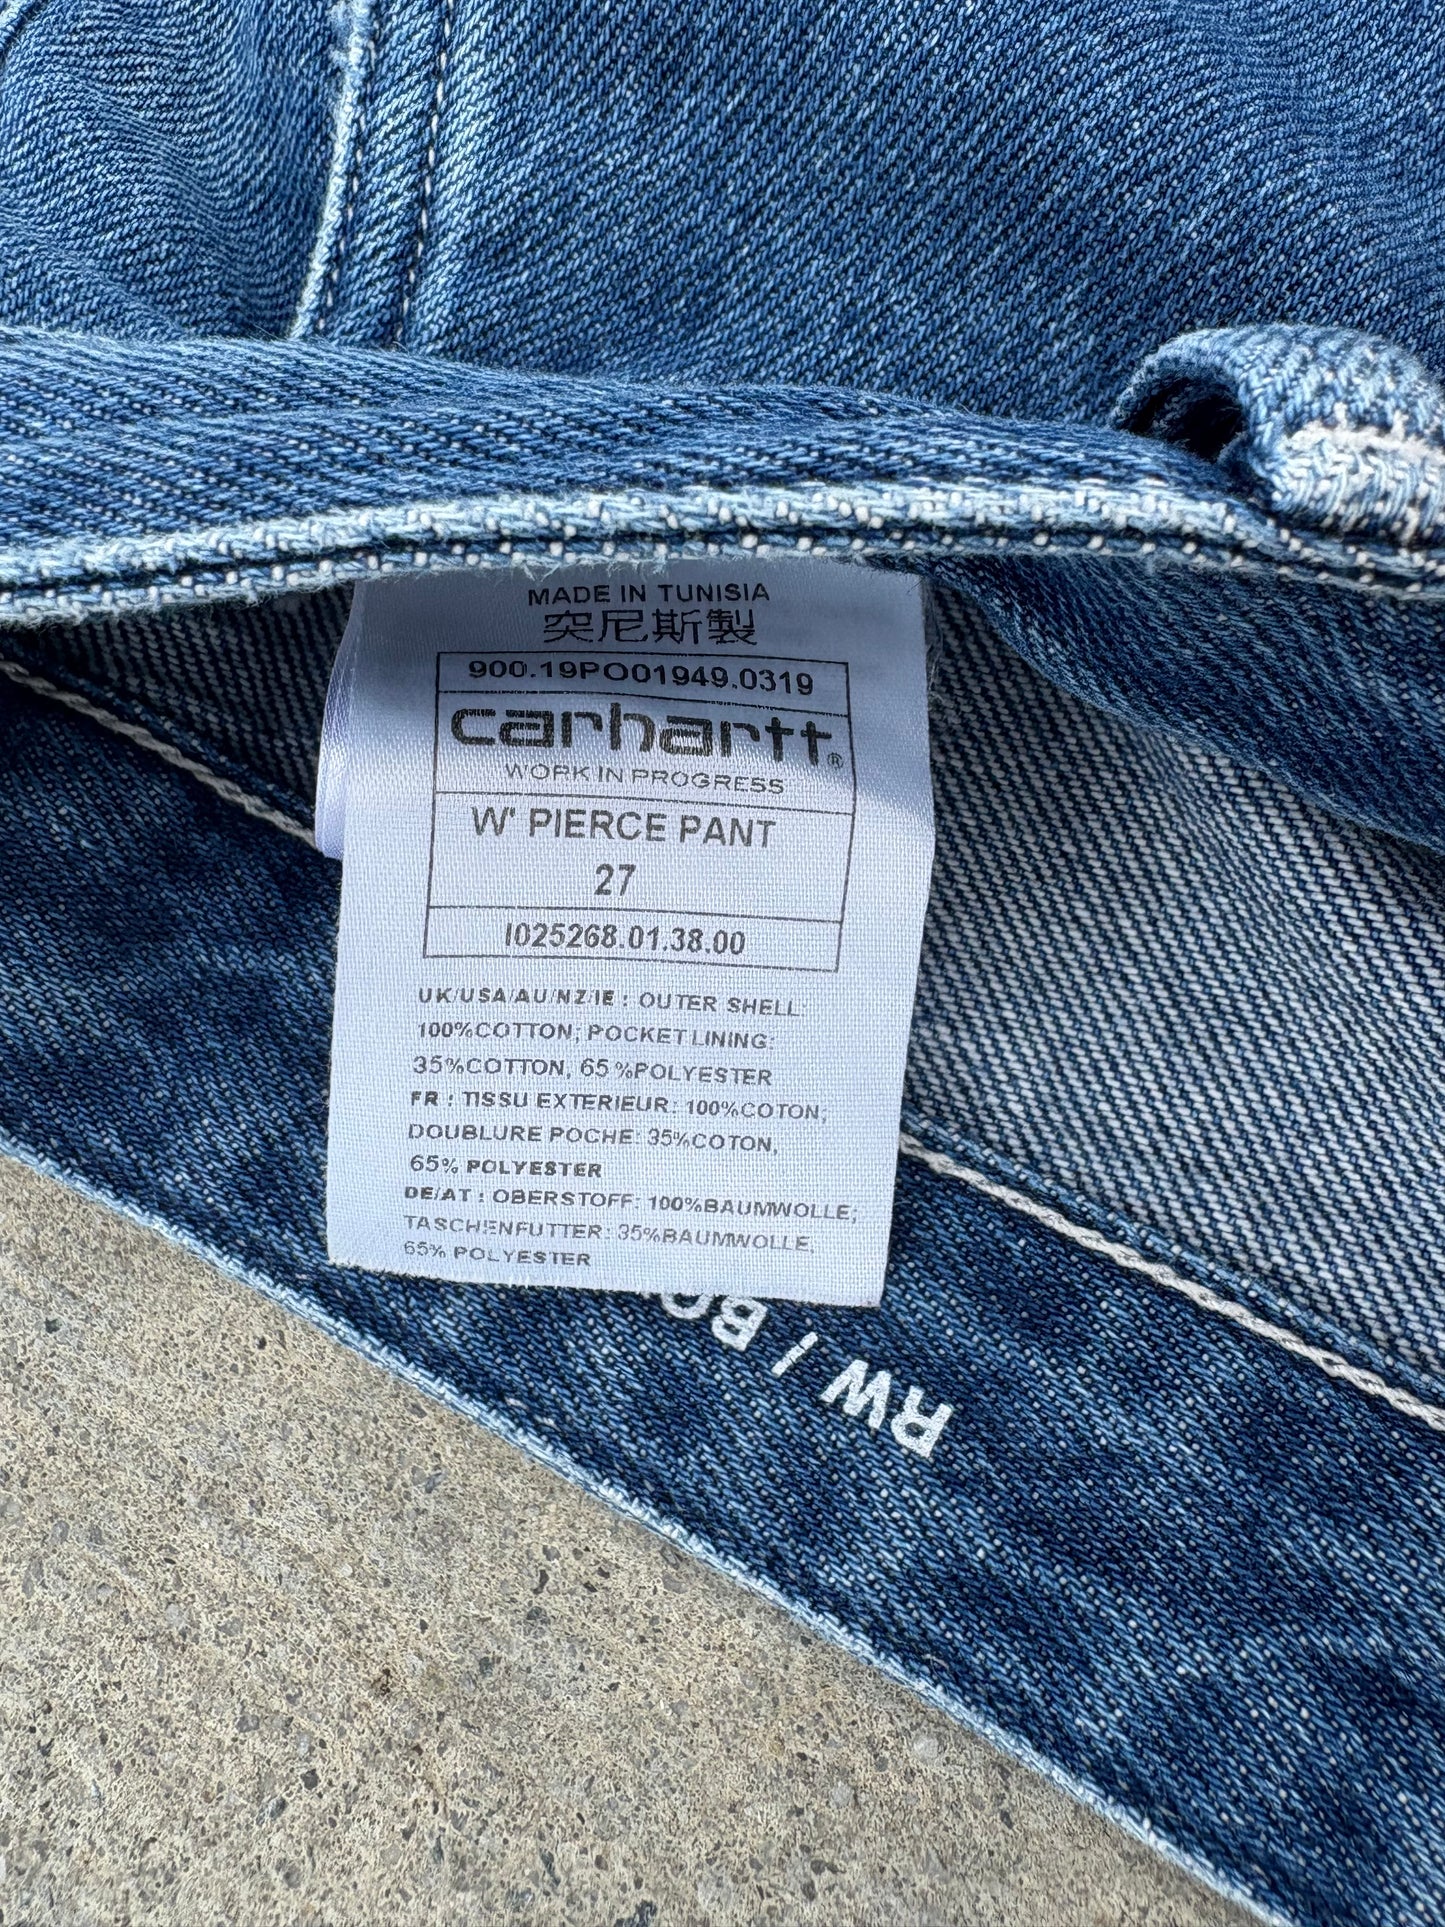 MADE IN TUNISIA
突尼斯製
900.19PO01949.0319
carhartt®
WORK IN PROGRESS
W' PIERCE PANT
27
I025268.01.38.00
UK/USA/AU/NZ/IE : OUTER SHELL:
100%COTTON; POCKET LINING:
35%COTTON, 65%POLYESTER
FR : TISSU EXTERIEUR: 100%COTON;
DOUBLURE POCHE: 35%COTON,
65% POLYESTER
DE/AT : OBERSTOFF: 100%BAUMWOLLE;
TASCHENFUTTER: 35%BAUMWOLLE,
65% POLYESTER
RW /